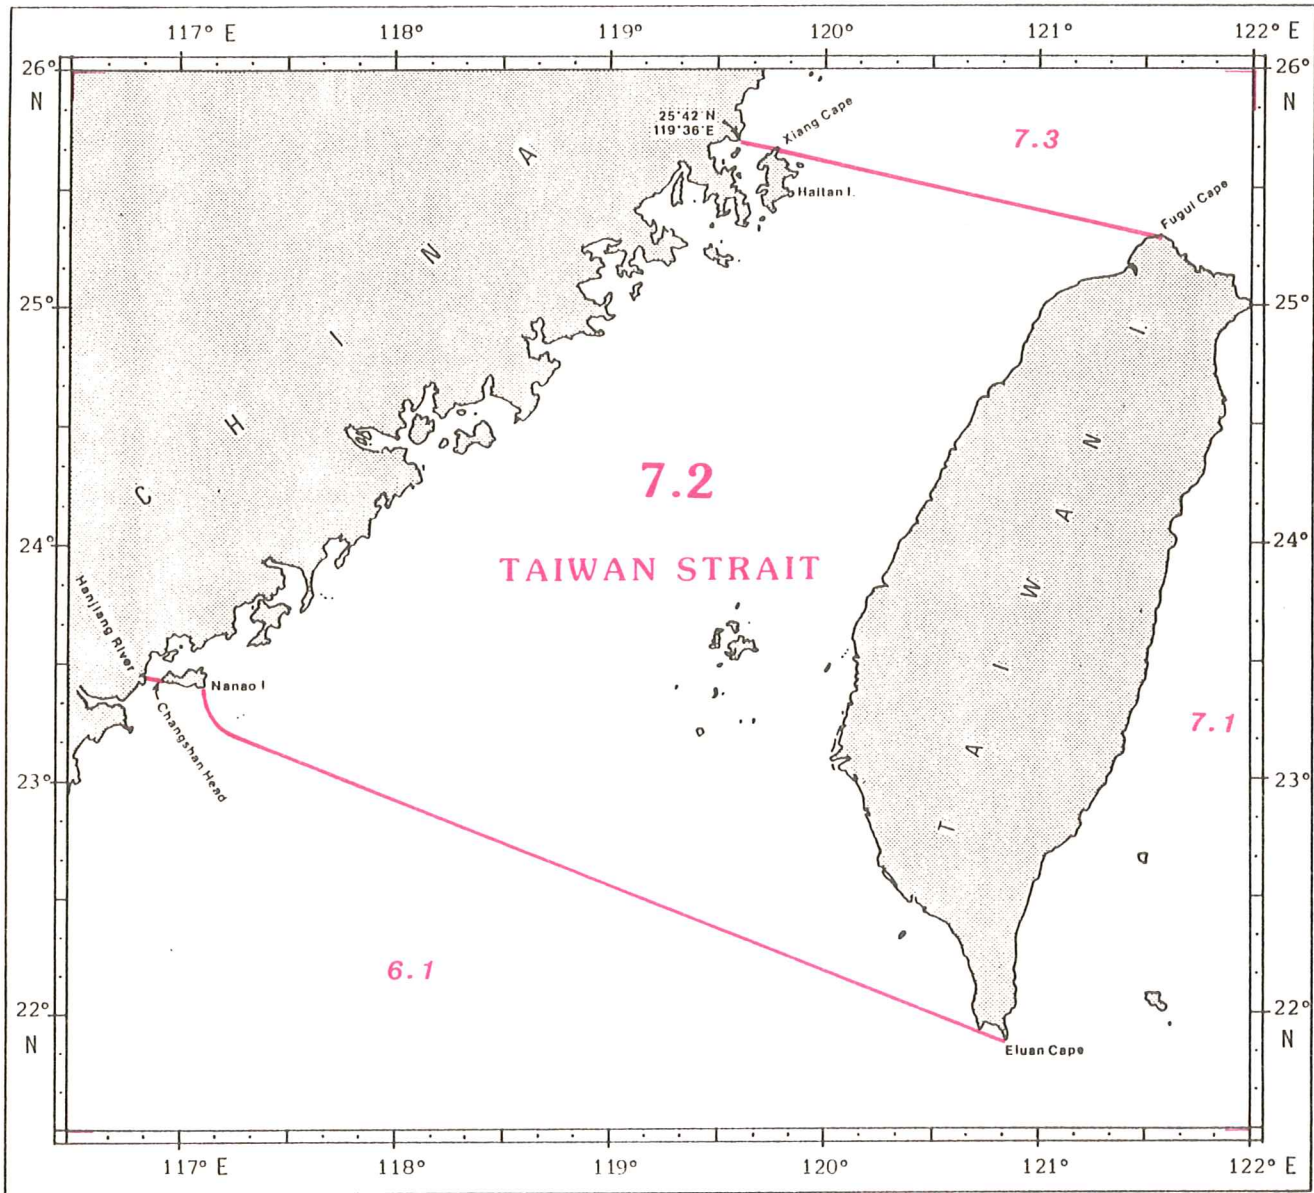 117° E 118° 119° 120° 121° 122° E
26° 26°
N N
25°42'N
119°36'E
Xiang Cape
7.3
Haitan I.
Fugui Cape
CHINA
25° 25°
7.2
TAIWAN STRAIT
TAIWAN I.
24° 24°
Hanjiang River
Nanao I
Changshan Head
7.1
23° 23°
6.1
22° 22°
N N
Eluan Cape
117° E 118° 119° 120° 121° 122° E